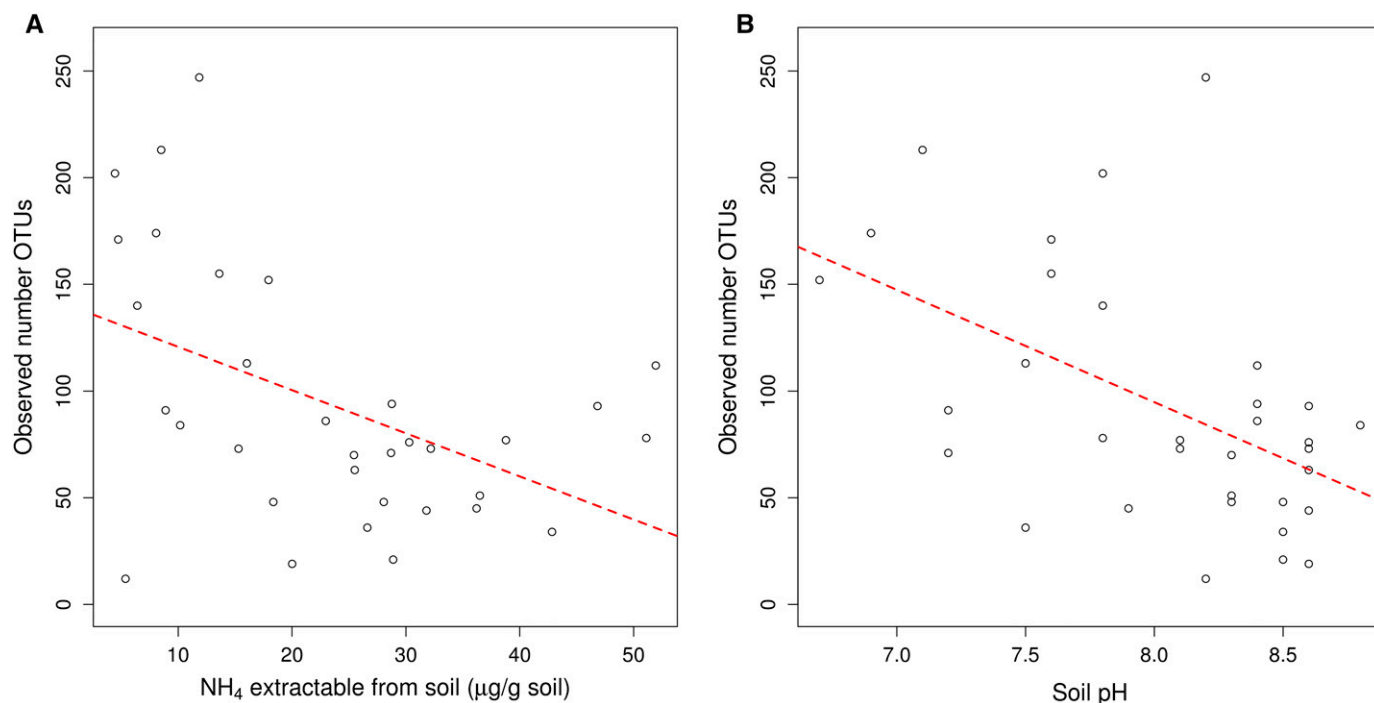 A
B
Observed number OTUs
250
200
150
100
50
0
10 20 30 40 50
NH₄ extractable from soil (μg/g soil)
Observed number OTUs
250
200
150
100
50
0
7.0 7.5 8.0 8.5
Soil pH